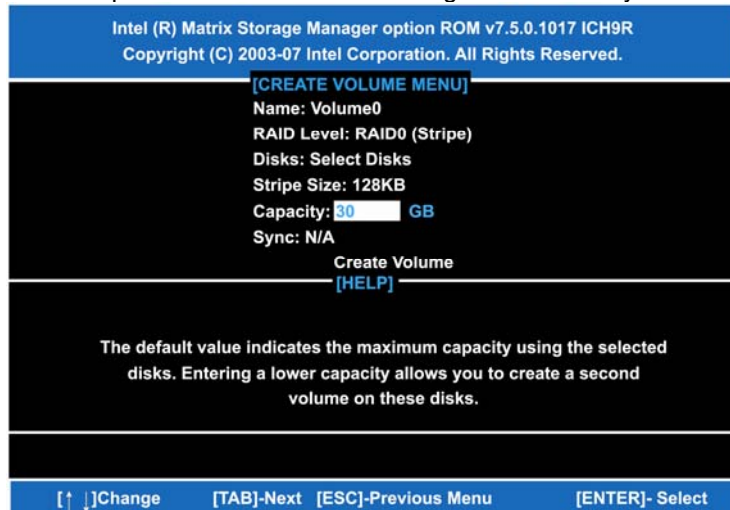 Intel (R) Matrix Storage Manager option ROM v7.5.0.1017 ICH9R
Copyright (C) 2003-07 Intel Corporation. All Rights Reserved.
[CREATE VOLUME MENU]
Name: Volume0
RAID Level: RAID0 (Stripe)
Disks: Select Disks
Stripe Size: 128KB
Capacity: 30 GB
Sync: N/A
Create Volume
[HELP]
The default value indicates the maximum capacity using the selected
disks. Entering a lower capacity allows you to create a second
volume on these disks.
[↑ ↓]Change [TAB]-Next [ESC]-Previous Menu [ENTER]- Select